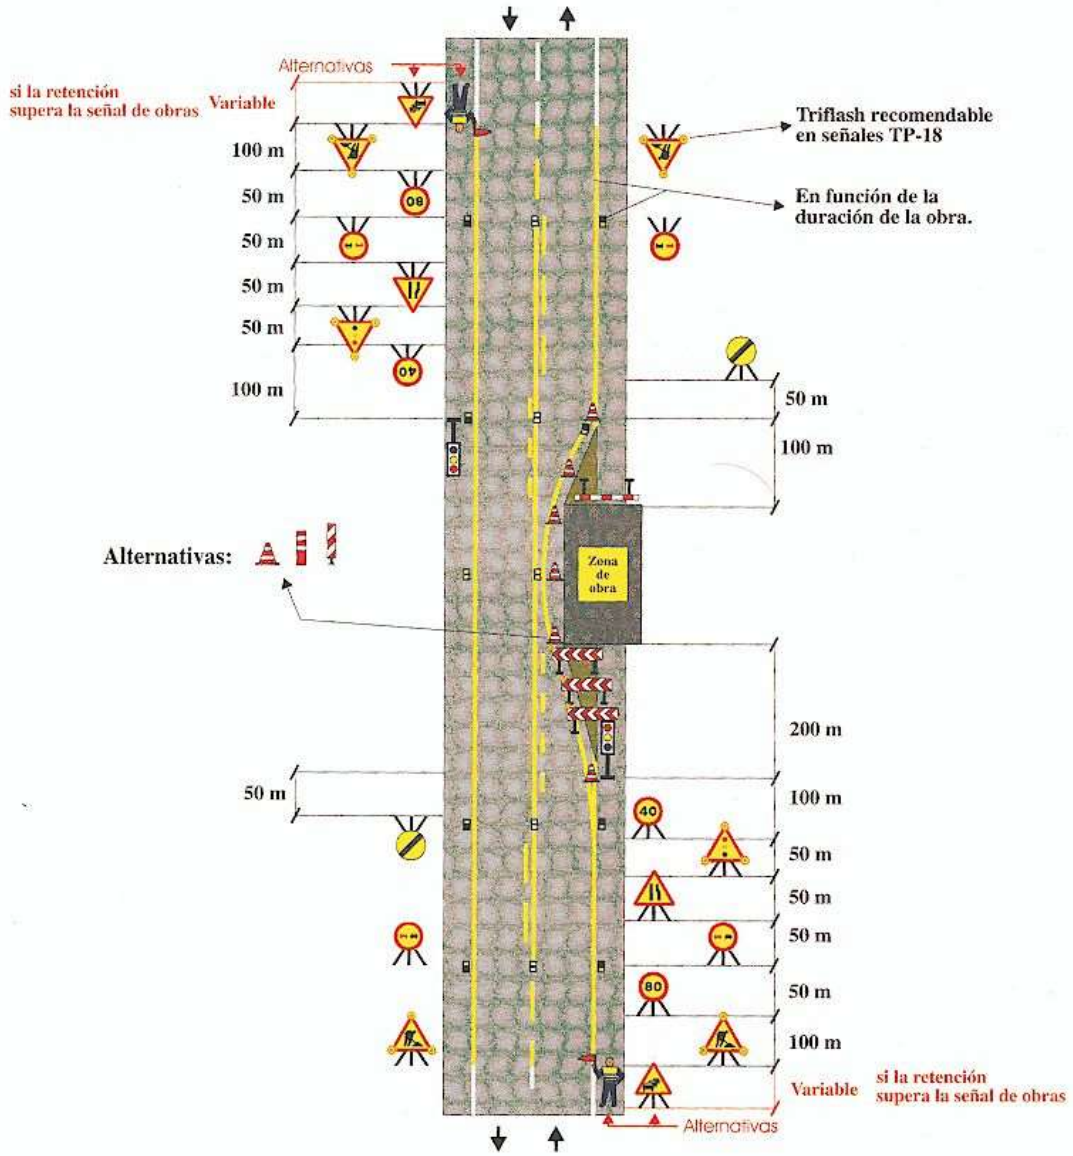 Alternativas
si la retención
supera la señal de obras
Variable
100 m
50 m
80
50 m
50 m
50 m
40
100 m
Triflash recomendable
en señales TP-18
En función de la
duración de la obra.
50 m
100 m
Alternativas:
Zona
de
obra
200 m
50 m
100 m
40
50 m
50 m
50 m
80
50 m
100 m
Variable
si la retención
supera la señal de obras
Alternativas